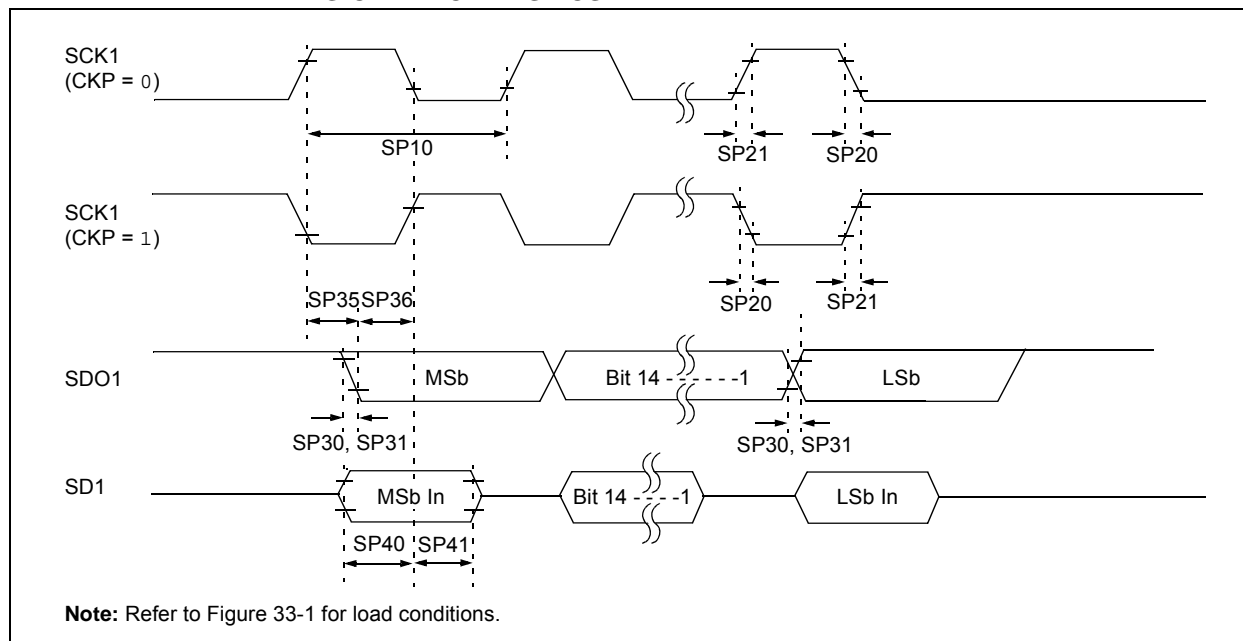 SCK1
(CKP = 0)
SP10
SP21
SP20
SCK1
(CKP = 1)
SP20
SP21
SP35 SP36
SDO1
MSb
Bit 14 - - - - - -1
LSb
SP30, SP31
SP30, SP31
SD1
MSb In
Bit 14 - - - -1
LSb In
SP40 SP41
Note: Refer to Figure 33-1 for load conditions.